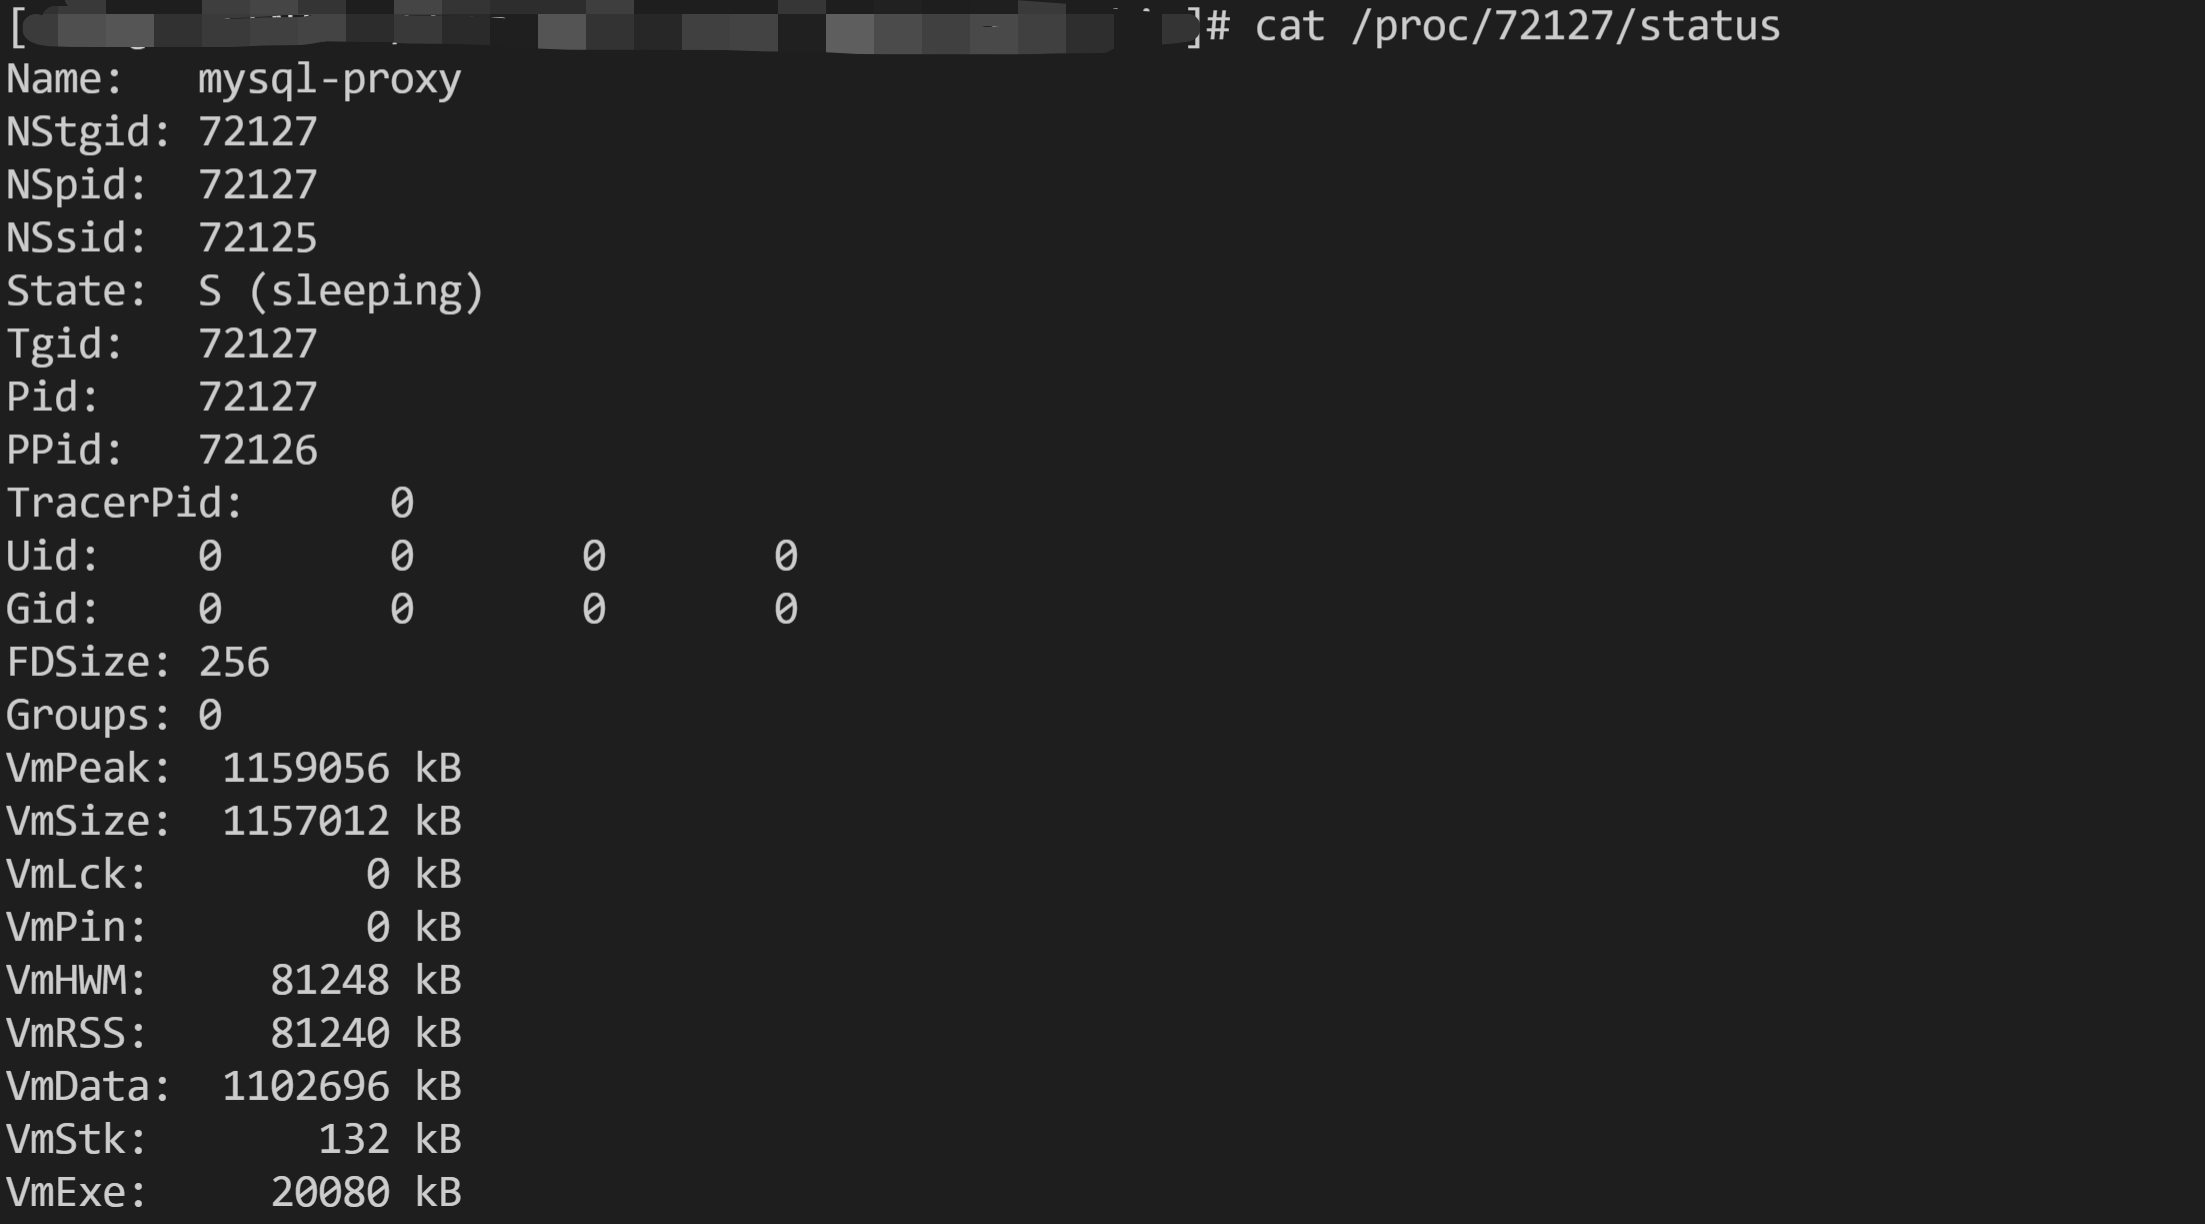 [ ]# cat /proc/72127/status
Name:   mysql-proxy
NStgid: 72127
NSpid:  72127
NSsid:  72125
State:  S (sleeping)
Tgid:   72127
Pid:    72127
PPid:   72126
TracerPid:      0
Uid:    0       0       0       0
Gid:    0       0       0       0
FDSize: 256
Groups: 0
VmPeak:  1159056 kB
VmSize:  1157012 kB
VmLck:         0 kB
VmPin:         0 kB
VmHWM:     81248 kB
VmRSS:     81240 kB
VmData:  1102696 kB
VmStk:       132 kB
VmExe:     20080 kB